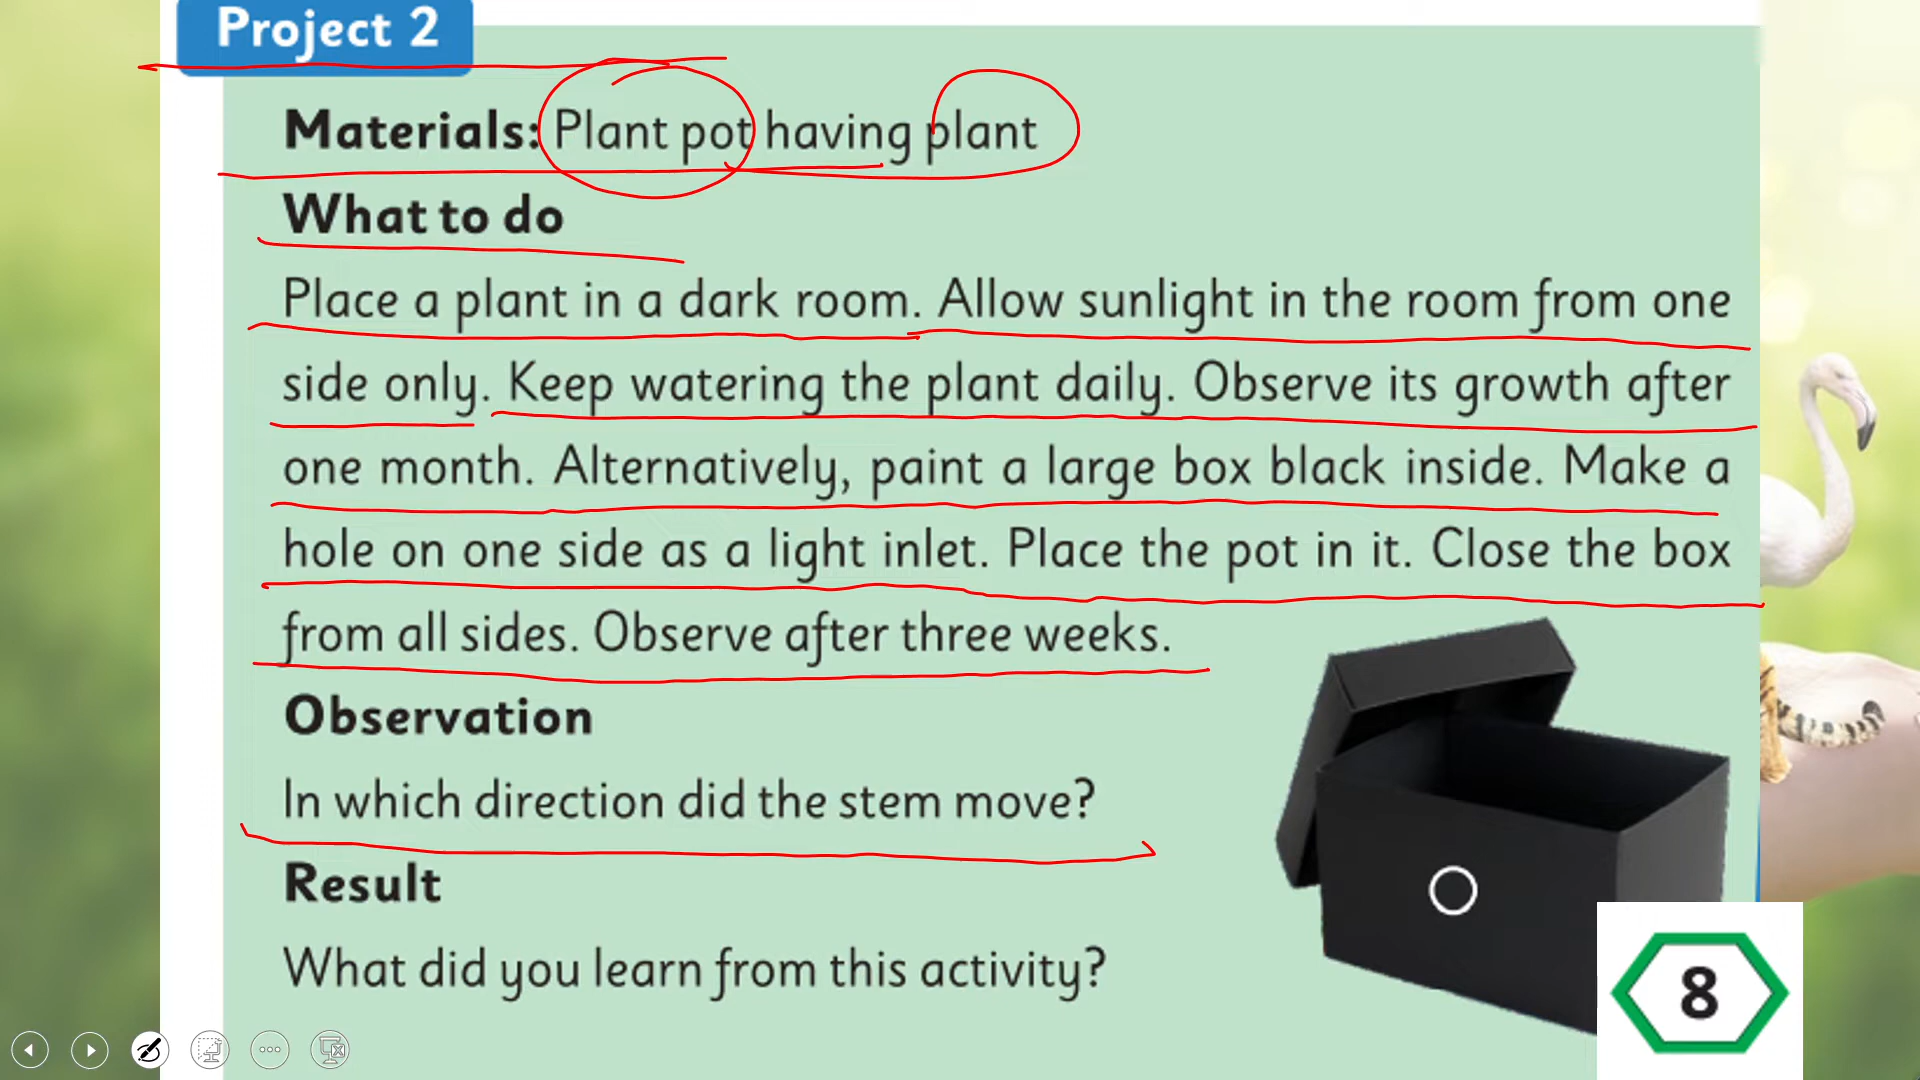 Project 2
Materials: Plant pot having plant
What to do
Place a plant in a dark room. Allow sunlight in the room from one
side only. Keep watering the plant daily. Observe its growth after
one month. Alternatively, paint a large box black inside. Make a
hole on one side as a light inlet. Place the pot in it. Close the box
from all sides. Observe after three weeks.
Observation
In which direction did the stem move?
Result
What did you learn from this activity?
8